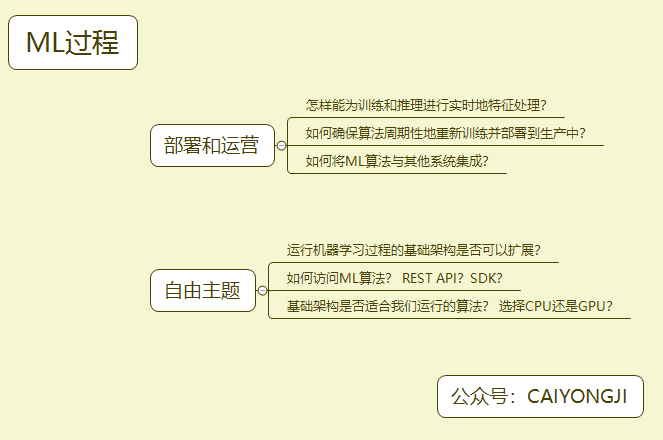 ML过程
部署和运营
怎样能为训练和推理进行实时地特征处理？
如何确保算法周期性地重新训练并部署到生产中？
如何将ML算法与其他系统集成？
自由主题
运行机器学习过程的基础架构是否可以扩展？
如何访问ML算法？ REST API？SDK？
基础架构是否适合我们运行的算法？ 选择CPU还是GPU？
公众号：CAIYONGJI